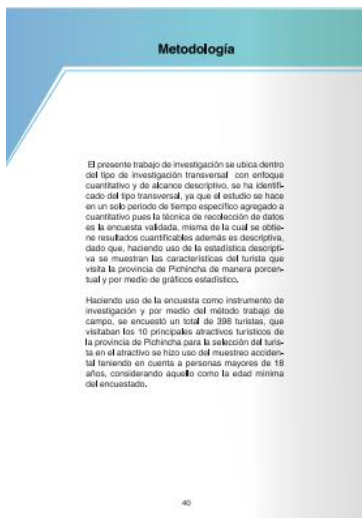 Metodología
El presente trabajo de investigación se ubica dentro
del tipo de investigación transversal con enfoque
cuantitativo y de alcance descriptivo, se ha identifi-
cado del tipo transversal, ya que el estudio se hace
en un solo periodo de tiempo específico agregado a
cuantitativo pues la técnica de recolección de datos
es la encuesta validada, misma de la cual se obtie-
ne resultados cuantificables además es descriptiva,
dado que, haciendo uso de la estadística descripti-
va se muestran las características del turista que
visita la provincia de Pichincha de manera porcen-
tual y por medio de gráficos estadístico.
Haciendo uso de la encuesta como instrumento de
investigación y por medio del método trabajo de
campo, se encuestó un total de 398 turistas, que
visitaban los 10 principales atractivos turísticos de
la provincia de Pichincha para la selección del turis-
ta en el atractivo se hizo uso del muestreo acciden-
tal teniendo en cuenta a personas mayores de 18
años, considerando aquello como la edad mínima
del encuestado.
40